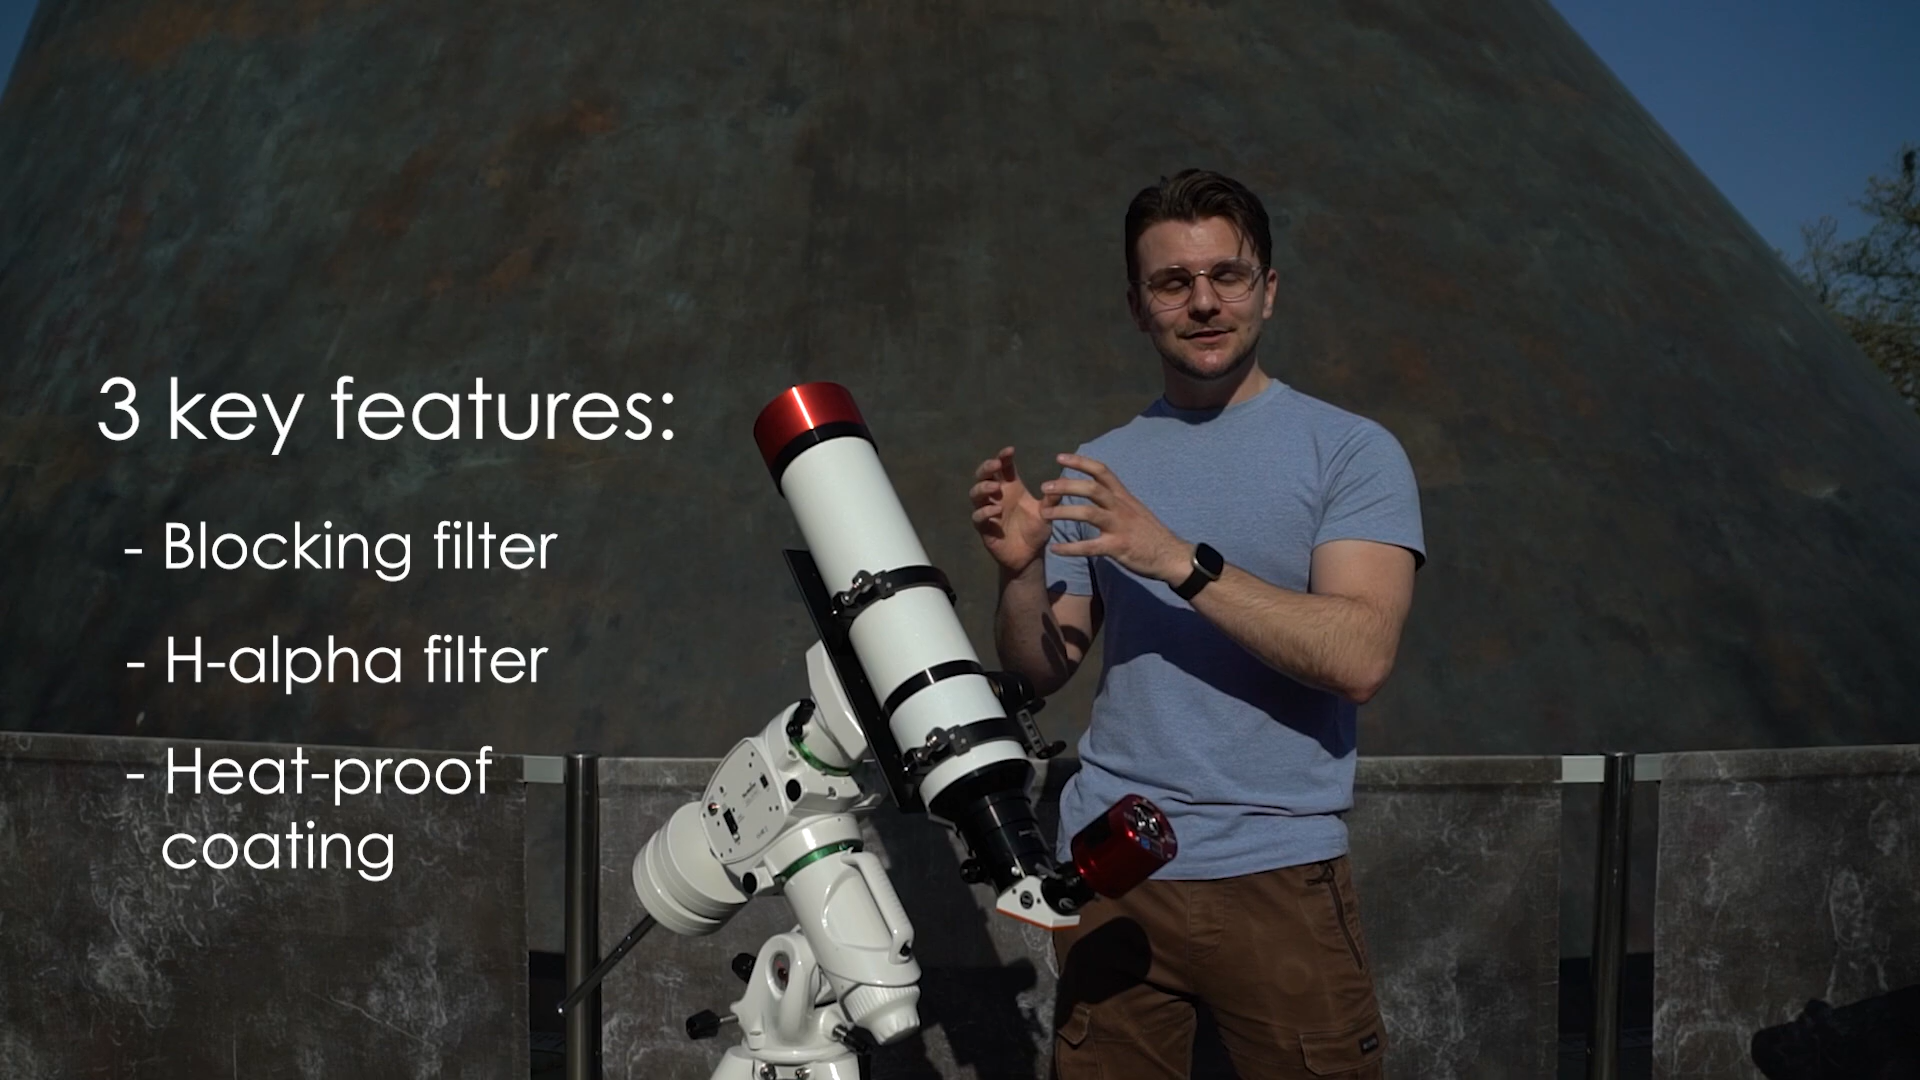 3 key features:
- Blocking filter
- H-alpha filter
- Heat-proof
coating